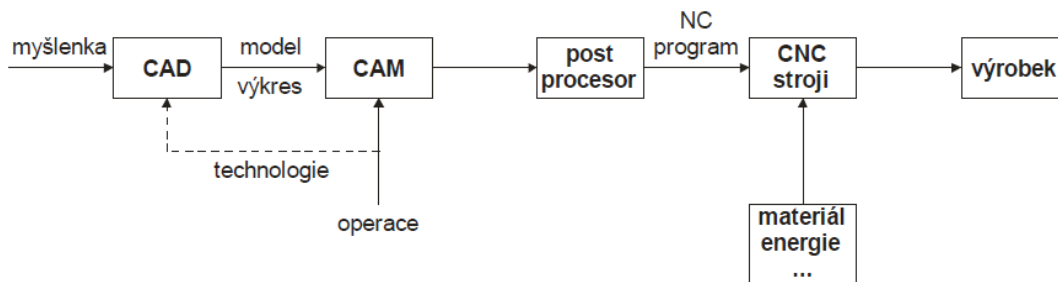 myšlenka
CAD
model
výkres
CAM
post
procesor
NC
program
CNC
stroji
výrobek
technologie
operace
materiál
energie
...